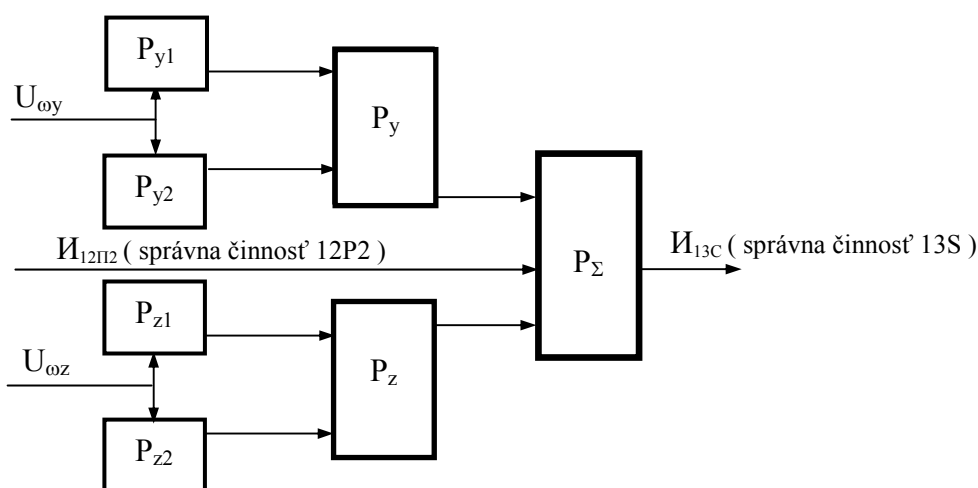 Py1
Uωy
Py
Py2
И12П2 ( správna činnosť 12P2 )
PΣ
И13С ( správna činnosť 13S )
Pz1
Uωz
Pz
Pz2